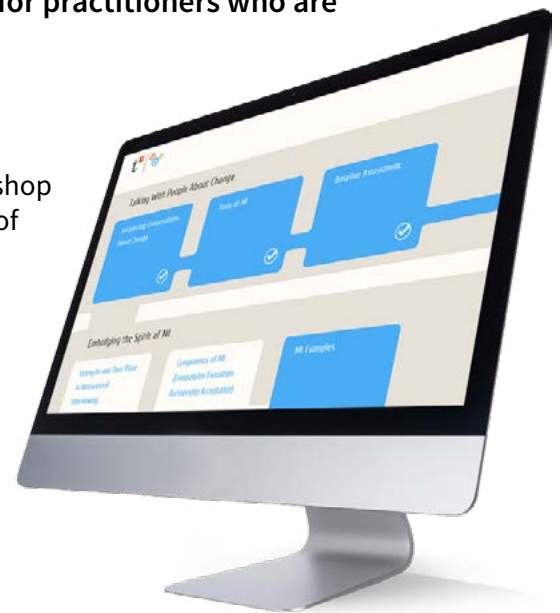 for practitioners who are
shop
of
Talking With People About Change
Introducing Conversations
About Change
Focus of MI
Baseline Assessment
Embodying the Spirit of MI
Strengths and Their Place
in Motivational
Interviewing
Components of MI
(Compassion Evocation
Partnership Acceptance)
MI Examples